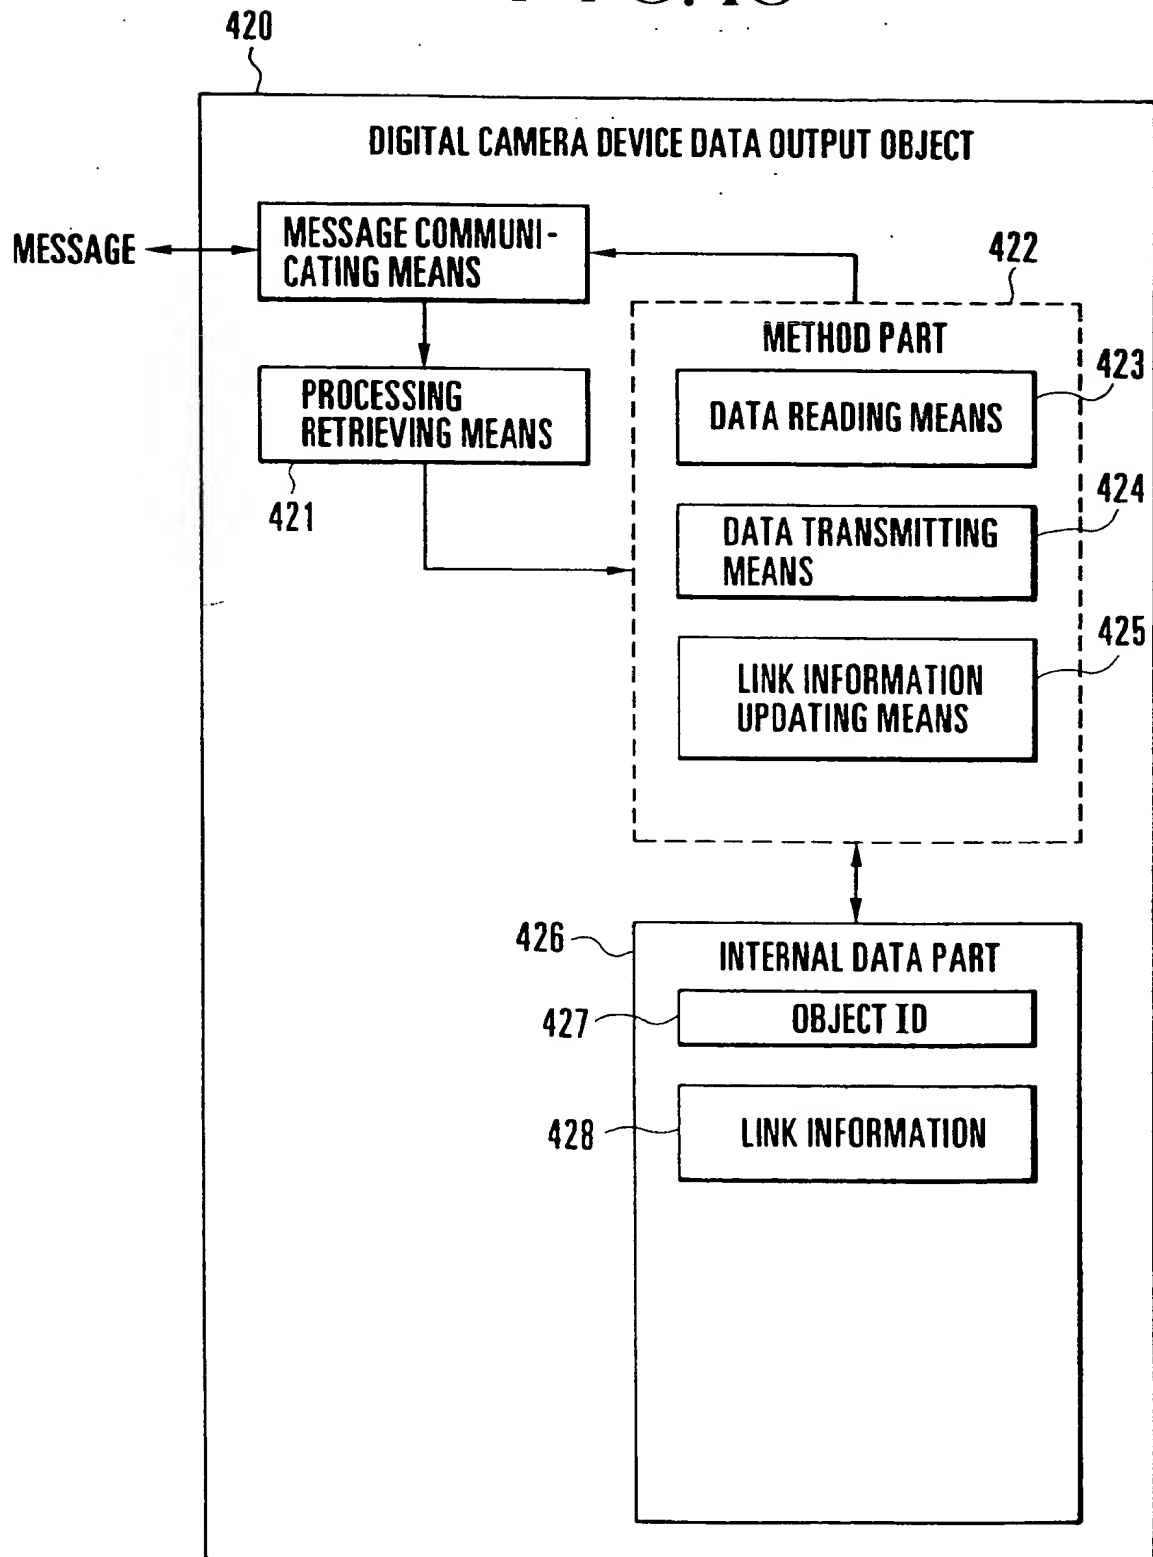 420
DIGITAL CAMERA DEVICE DATA OUTPUT OBJECT
MESSAGE
MESSAGE COMMUNI-
CATING MEANS
422
METHOD PART
PROCESSING
RETRIEVING MEANS
421
423
DATA READING MEANS
424
DATA TRANSMITTING
MEANS
425
LINK INFORMATION
UPDATING MEANS
426
INTERNAL DATA PART
427
OBJECT ID
428
LINK INFORMATION